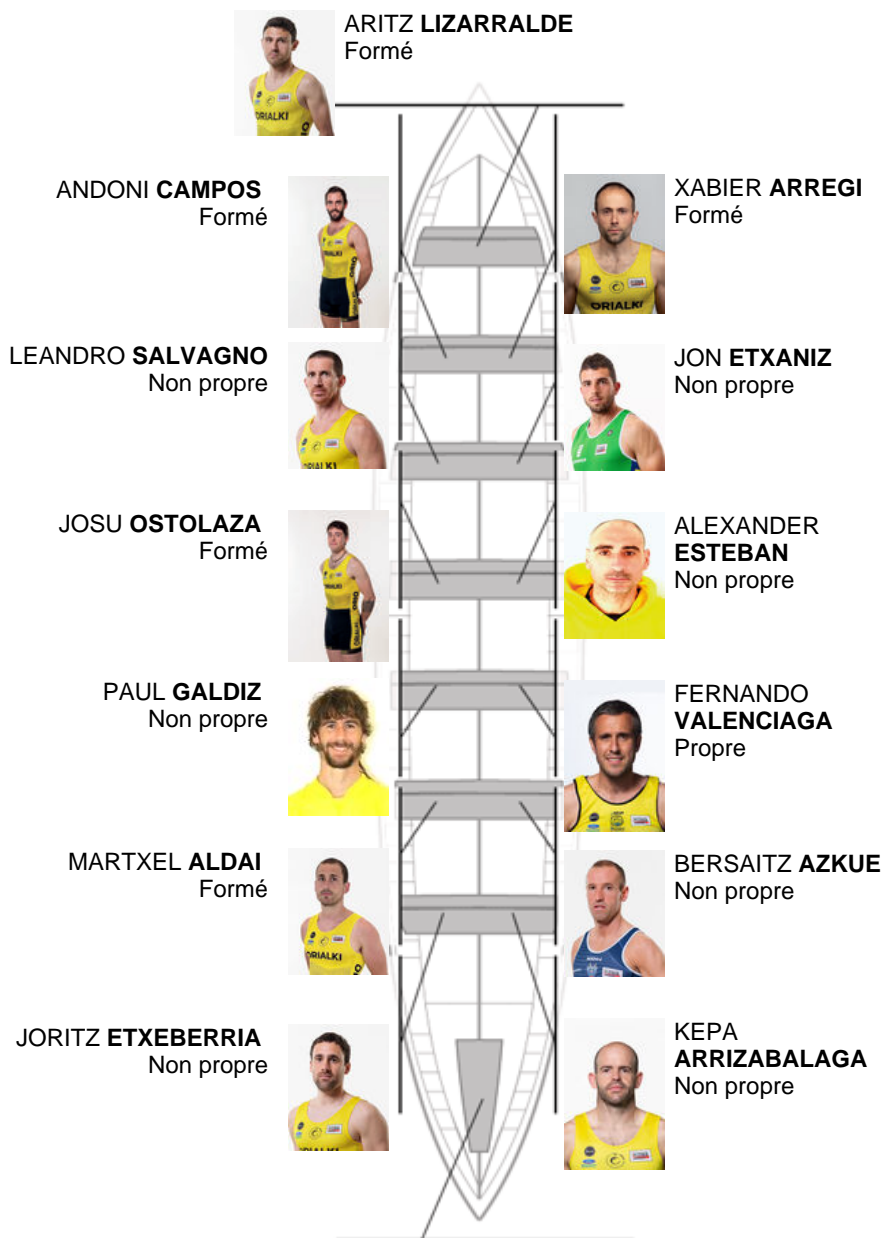 ARITZ LIZARRALDE
Formé
ANDONI CAMPOS
Formé
XABIER ARREGI
Formé
LEANDRO SALVAGNO
Non propre
JON ETXANIZ
Non propre
JOSU OSTOLAZA
Formé
ALEXANDER
ESTEBAN
Non propre
PAUL GALDIZ
Non propre
FERNANDO
VALENCIAGA
Propre
MARTXEL ALDAI
Formé
BERSAITZ AZKUE
Non propre
JORITZ ETXEBERRIA
Non propre
KEPA
ARRIZABALAGA
Non propre